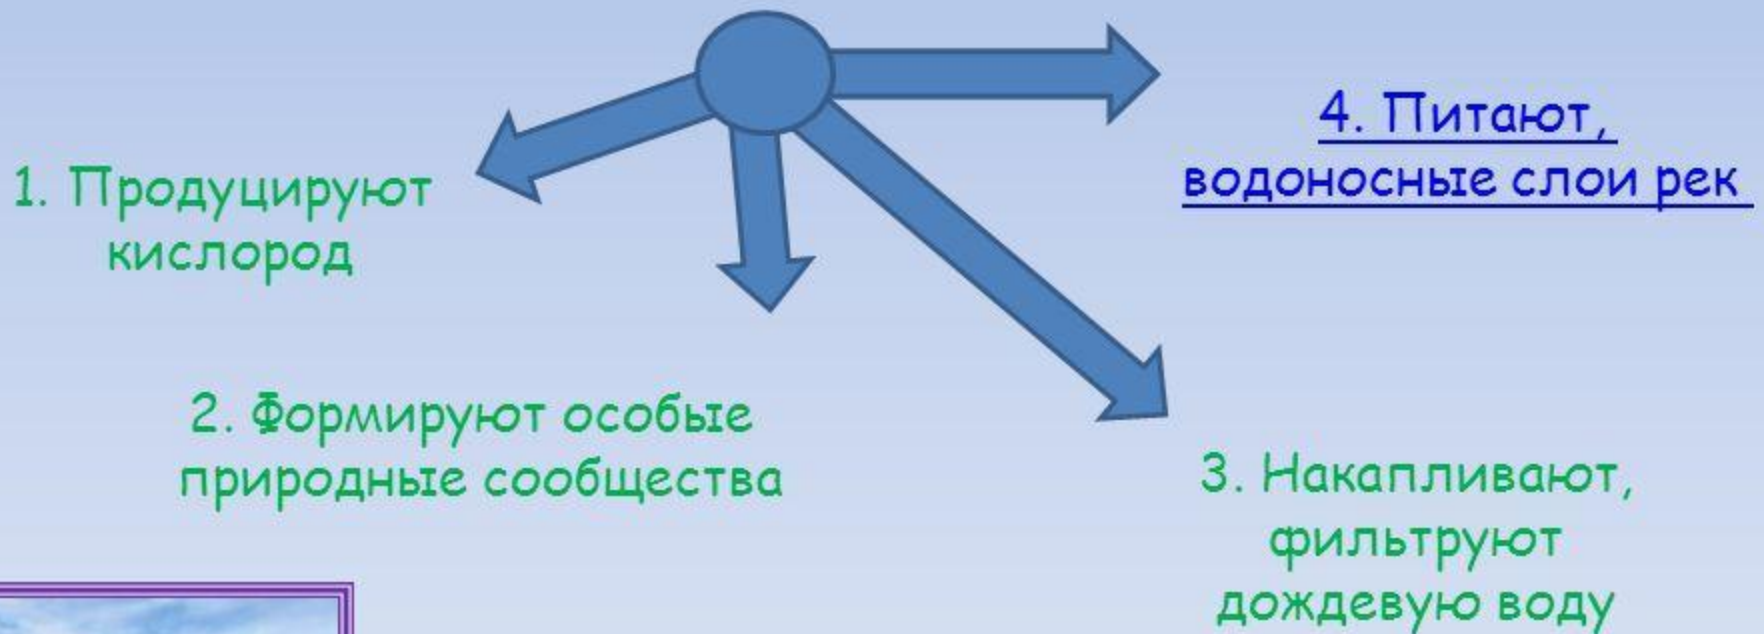 1. Продуцируют
кислород
2. Формируют особые
природные сообщества
3. Накапливают,
фильтруют
дождевую воду
4. Питают,
водоносные слои рек